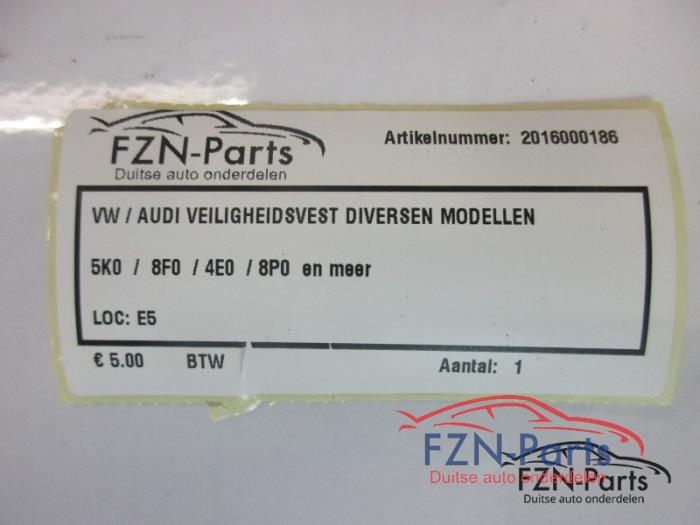 FZN-Parts
Duitse auto onderdelen
Artikelnummer: 2016000186
VW / AUDI VEILIGHEIDSVEST DIVERSEN MODELLEN
5K0 / 8F0 / 4E0 / 8P0 en meer
LOC: E5
€ 5.00 BTW Aantal: 1
FZN-Parts
Duitse auto onderdelen
FZN-Parts
Duitse auto onderdelen